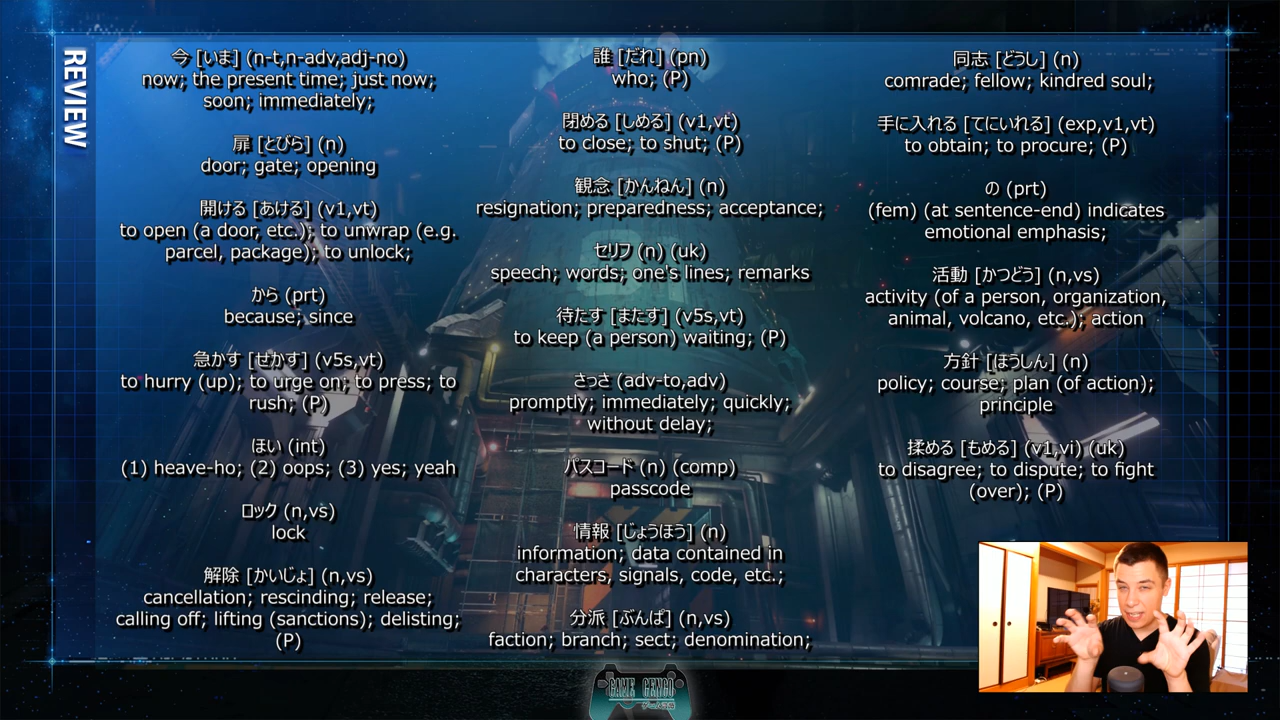 REVIEW
今 [いま] (n-t,n-adv,adj-no)
now; the present time; just now;
soon; immediately;
扉 [とびら] (n)
door; gate; opening
開ける [あける] (v1,vt)
to open (a door, etc.); to unwrap (e.g.
parcel, package); to unlock;
から (prt)
because; since
急かす [せかす] (v5s,vt)
to hurry (up); to urge on; to press; to
rush; (P)
ほい (int)
(1) heave-ho; (2) oops; (3) yes; yeah
ロック (n,vs)
lock
解除 [かいじょ] (n,vs)
cancellation; rescinding; release;
calling off; lifting (sanctions); delisting;
(P)
誰 [だれ] (pn)
who; (P)
閉める [しめる] (v1,vt)
to close; to shut; (P)
観念 [かんねん] (n)
resignation; preparedness; acceptance;
セリフ (n) (uk)
speech; words; one's lines; remarks
待たす [またす] (v5s,vt)
to keep (a person) waiting; (P)
さっさ (adv-to,adv)
promptly; immediately; quickly;
without delay;
パスコード (n) (comp)
passcode
情報 [じょうほう] (n)
information; data contained in
characters, signals, code, etc.;
分派 [ぶんぱ] (n,vs)
faction; branch; sect; denomination;
同志 [どうし] (n)
comrade; fellow; kindred soul;
手に入れる [てにいれる] (exp,v1,vt)
to obtain; to procure; (P)
の (prt)
(fem) (at sentence-end) indicates
emotional emphasis;
活動 [かつどう] (n,vs)
activity (of a person, organization,
animal, volcano, etc.); action
方針 [ほうしん] (n)
policy; course; plan (of action);
principle
揉める [もめる] (v1,vi) (uk)
to disagree; to dispute; to fight
(over); (P)
GAME GENGO
ゲーム言語